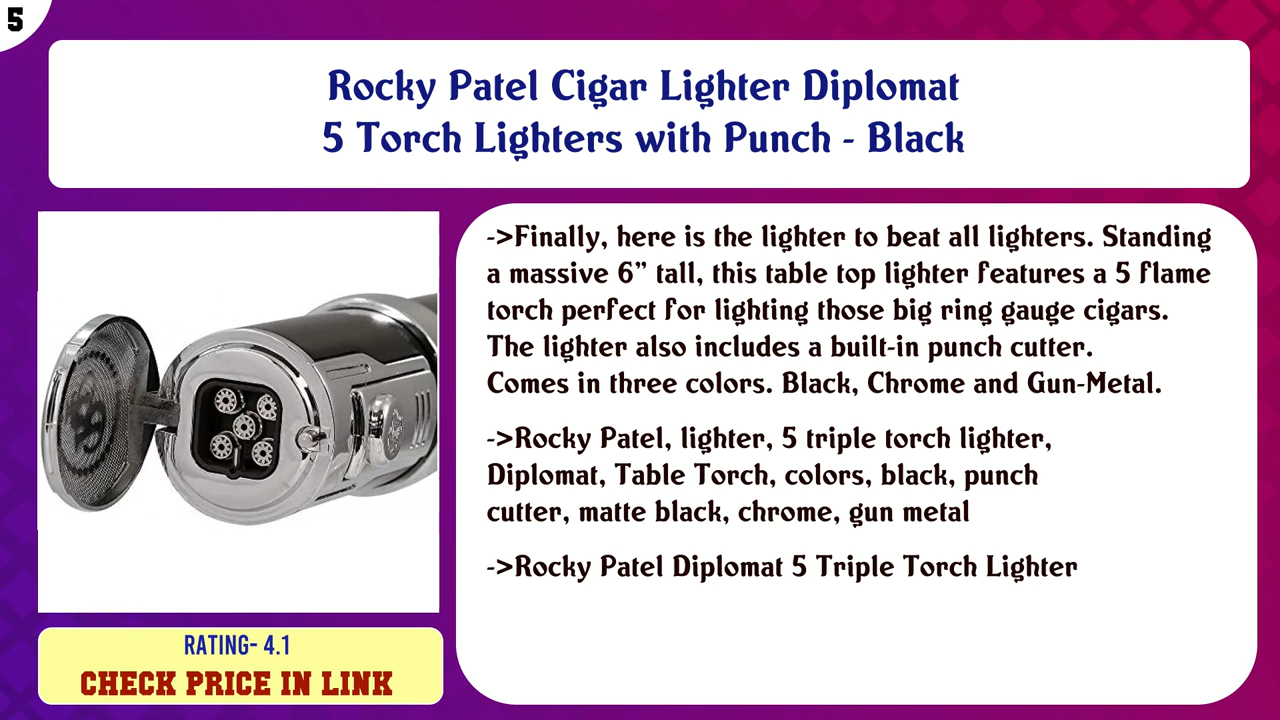 5
Rocky Patel Cigar Lighter Diplomat
5 Torch Lighters with Punch - Black
->Finally, here is the lighter to beat all lighters. Standing
a massive 6” tall, this table top lighter features a 5 flame
torch perfect for lighting those big ring gauge cigars.
The lighter also includes a built-in punch cutter.
Comes in three colors. Black, Chrome and Gun-Metal.
->Rocky Patel, lighter, 5 triple torch lighter,
Diplomat, Table Torch, colors, black, punch
cutter, matte black, chrome, gun metal
->Rocky Patel Diplomat 5 Triple Torch Lighter
RATING- 4.1
CHECK PRICE IN LINK